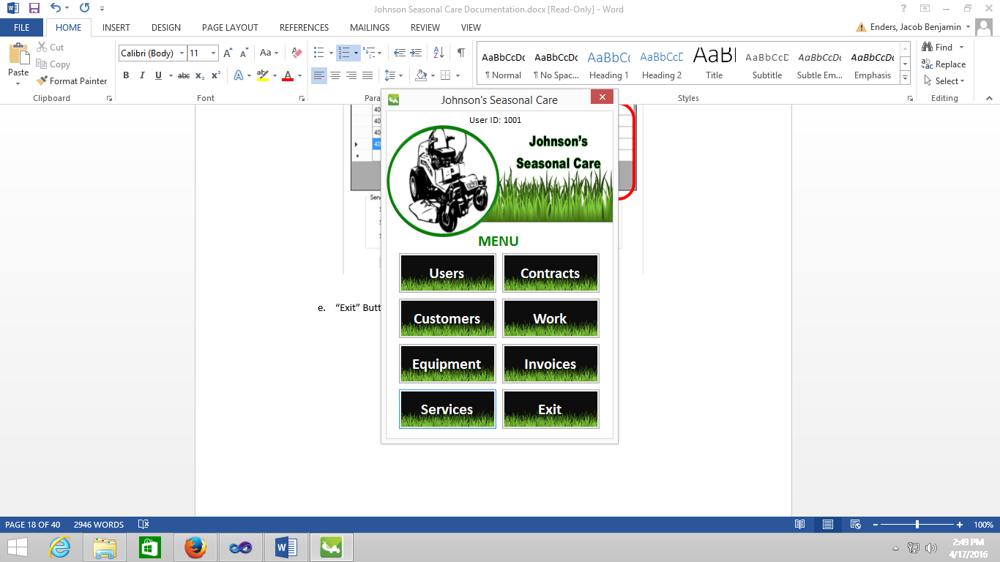 Johnson Seasonal Care Documentation.docx [Read-Only] - Word
FILE HOME INSERT DESIGN PAGE LAYOUT REFERENCES MAILINGS REVIEW VIEW
Enders, Jacob Benjamin
Paste
Cut
Copy
Format Painter
Clipboard
Calibri (Body) 11
Font
Para
AaBbCcDc AaBbCcDc AaBbCc AaBbCcD AaBl AaBbCcD AaBbCcDc AaBbCcDc
¶ Normal ¶ No Spac... Heading 1 Heading 2 Title Subtitle Subtle Em... Emphasis
Styles
Find
Replace
Select
Editing
Johnson's Seasonal Care
User ID: 1001
Johnson's
Seasonal Care
MENU
Users Contracts
Customers Work
Equipment Invoices
Services Exit
40
40
40
40
Serv
e. “Exit” Butt
PAGE 18 OF 40 2946 WORDS
100%
2:49 PM
4/17/2016